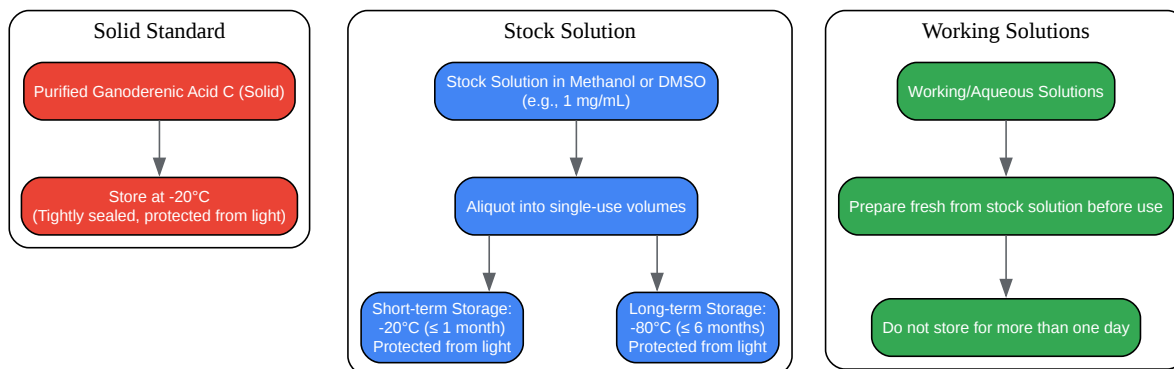 Solid Standard
Purified Ganoderenic Acid C (Solid)
Store at -20°C
(Tightly sealed, protected from light)
Stock Solution
Stock Solution in Methanol or DMSO
(e.g., 1 mg/mL)
Aliquot into single-use volumes
Short-term Storage:
-20°C (≤ 1 month)
Protected from light
Long-term Storage:
-80°C (≤ 6 months)
Protected from light
Working Solutions
Working/Aqueous Solutions
Prepare fresh from stock solution before use
Do not store for more than one day